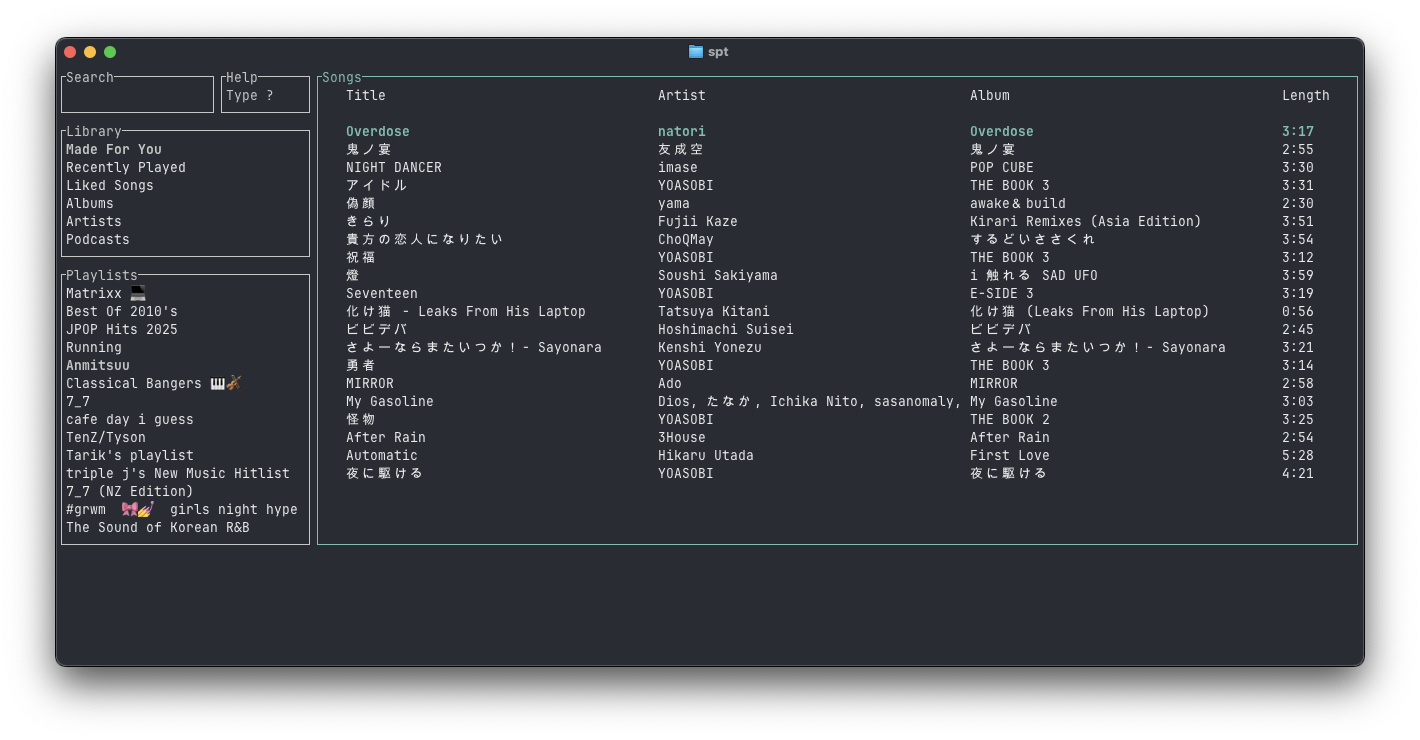 spt
Search
Help
Type ?
Library
Made For You
Recently Played
Liked Songs
Albums
Artists
Podcasts
Playlists
Matrixx 💻
Best Of 2010's
JPOP Hits 2025
Running
Anmitsuu
Classical Bangers 🎹🎻
7_7
cafe day i guess
TenZ/Tyson
Tarik's playlist
triple j's New Music Hitlist
7_7 (NZ Edition)
#grwm 🎀💅 girls night hype
The Sound of Korean R&B
Songs
Title Artist Album Length
Overdose natori Overdose 3:17
鬼ノ宴 友成空 鬼ノ宴 2:55
NIGHT DANCER imase POP CUBE 3:30
アイドル YOASOBI THE BOOK 3 3:31
偽顔 yama awake＆build 2:30
きらり Fujii Kaze Kirari Remixes (Asia Edition) 3:51
貴方の恋人になりたい ChoQMay するどいささくれ 3:54
祝福 YOASOBI THE BOOK 3 3:12
燈 Soushi Sakiyama i 触れる SAD UFO 3:59
Seventeen YOASOBI E-SIDE 3 3:19
化け猫 - Leaks From His Laptop Tatsuya Kitani 化け猫 (Leaks From His Laptop) 0:56
ビビデバ Hoshimachi Suisei ビビデバ 2:45
さよーならまたいつか！- Sayonara Kenshi Yonezu さよーならまたいつか！- Sayonara 3:21
勇者 YOASOBI THE BOOK 3 3:14
MIRROR Ado MIRROR 2:58
My Gasoline Dios, たなか, Ichika Nito, sasanomaly, My Gasoline 3:03
怪物 YOASOBI THE BOOK 2 3:25
After Rain 3House After Rain 2:54
Automatic Hikaru Utada First Love 5:28
夜に駆ける YOASOBI 夜に駆ける 4:21